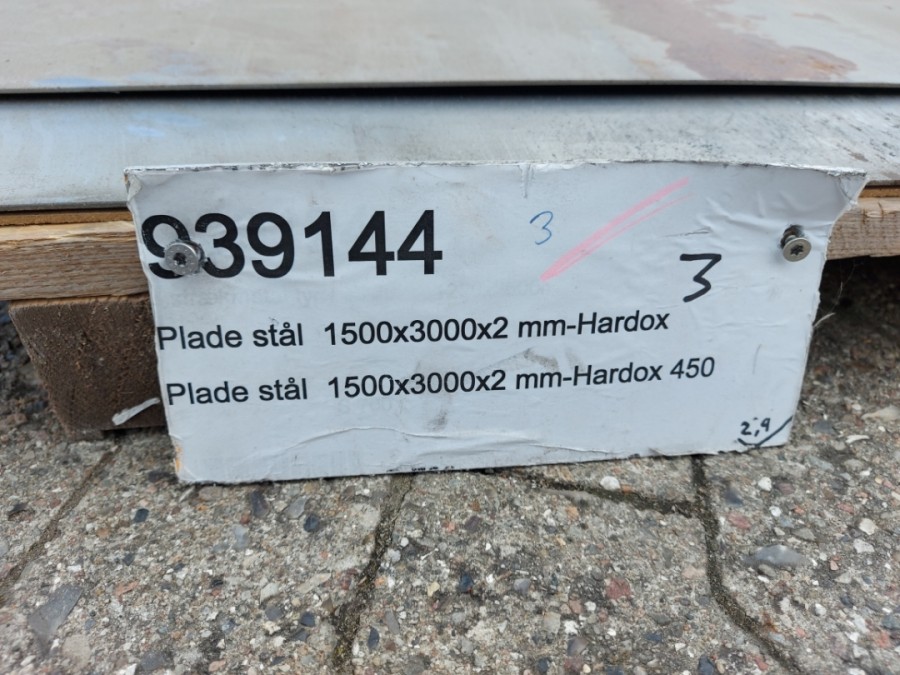 939144 3
3
Plade stål 1500x3000x2 mm-Hardox
Plade stål 1500x3000x2 mm-Hardox 450
2,9